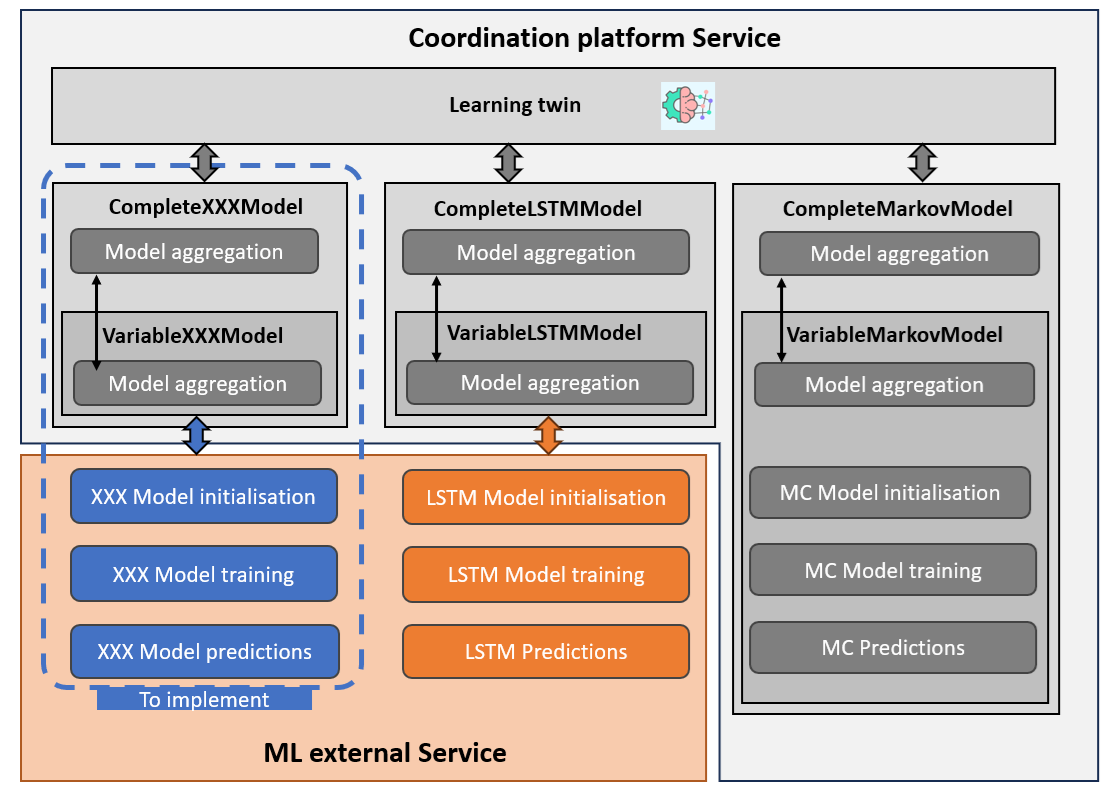 Coordination platform Service
Learning twin
CompleteXXXModel
Model aggregation
VariableXXXModel
Model aggregation
CompleteLSTMModel
Model aggregation
VariableLSTMModel
Model aggregation
CompleteMarkovModel
Model aggregation
VariableMarkovModel
Model aggregation
MC Model initialisation
MC Model training
MC Predictions
XXX Model initialisation
XXX Model training
XXX Model predictions
To implement
LSTM Model initialisation
LSTM Model training
LSTM Predictions
ML external Service